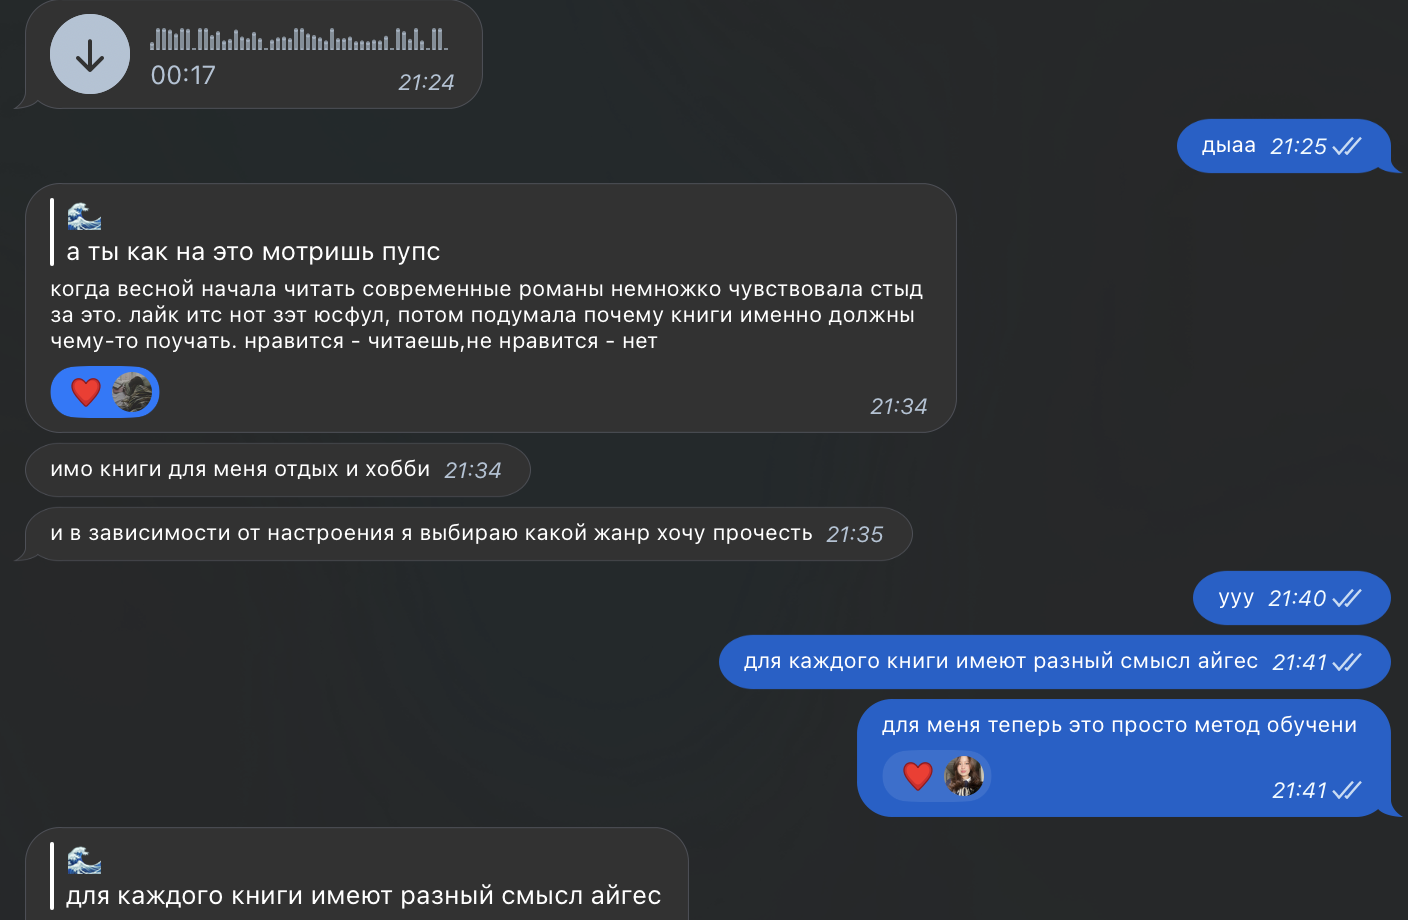 00:17
21:24
дыаа 21:25
🌊
а ты как на это мотришь пупс
когда весной начала читать современные романы немножко чувствовала стыд
за это. лайк итс нот зэт юсфул, потом подумала почему книги именно должны
чему-то поучать. нравится - читаешь,не нравится - нет
❤️
21:34
имо книги для меня отдых и хобби 21:34
и в зависимости от настроения я выбираю какой жанр хочу прочесть 21:35
ууу 21:40
для каждого книги имеют разный смысл айгес 21:41
для меня теперь это просто метод обучени
❤️
21:41
🌊
для каждого книги имеют разный смысл айгес